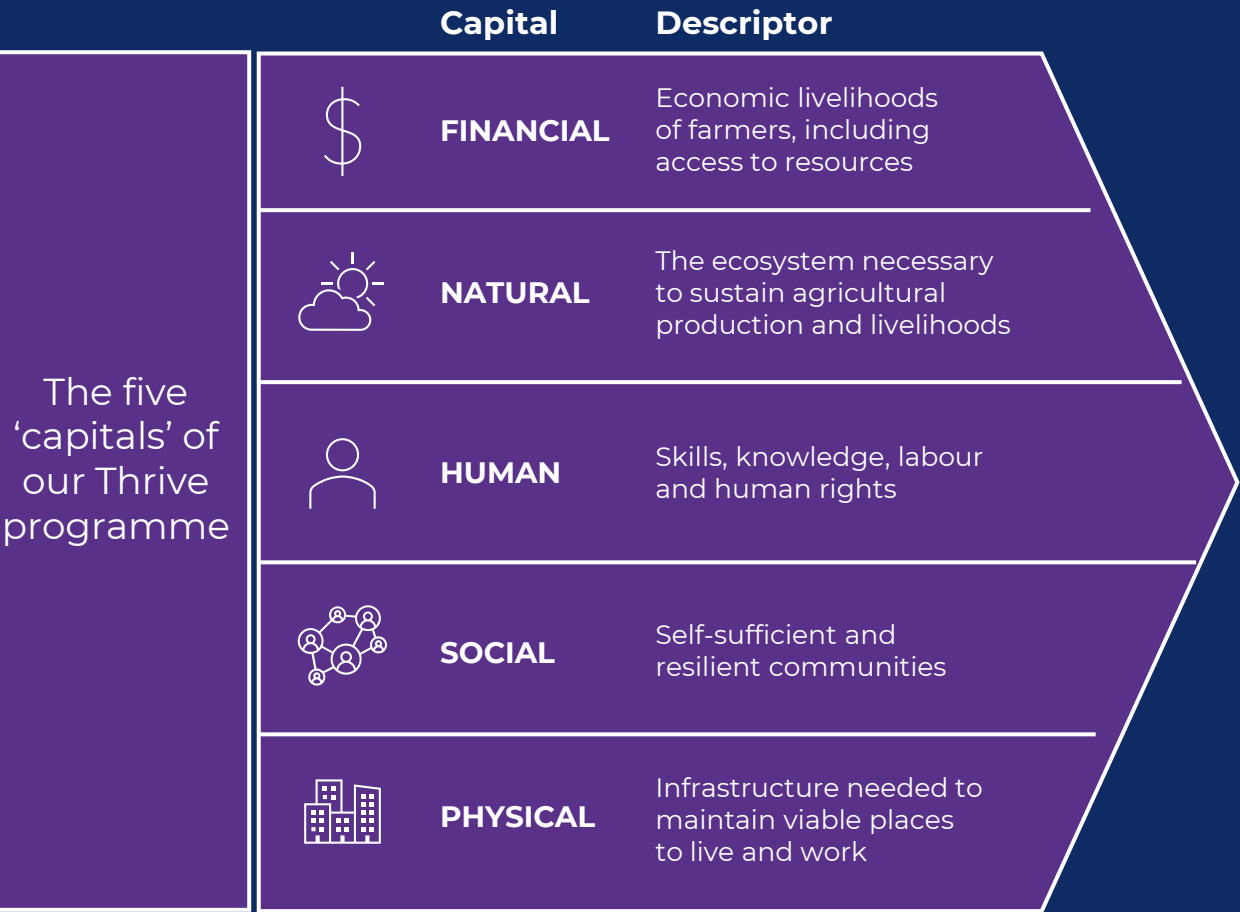 Capital Descriptor
The five
‘capitals’ of
our Thrive
programme
FINANCIAL
Economic livelihoods
of farmers, including
access to resources
NATURAL
The ecosystem necessary
to sustain agricultural
production and livelihoods
HUMAN
Skills, knowledge, labour
and human rights
SOCIAL
Self-sufficient and
resilient communities
PHYSICAL
Infrastructure needed to
maintain viable places
to live and work